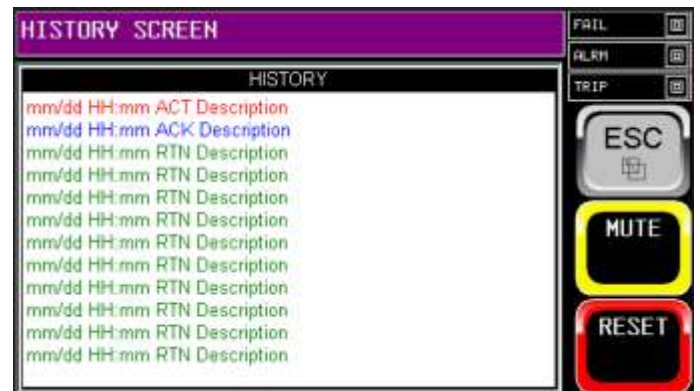 HISTORY SCREEN
HISTORY
mm/dd HH:mm ACT Description
mm/dd HH:mm ACK Description
mm/dd HH:mm RTN Description
mm/dd HH:mm RTN Description
mm/dd HH:mm RTN Description
mm/dd HH:mm RTN Description
mm/dd HH:mm RTN Description
mm/dd HH:mm RTN Description
mm/dd HH:mm RTN Description
mm/dd HH:mm RTN Description
mm/dd HH:mm RTN Description
mm/dd HH:mm RTN Description
FAIL
ALRM
TRIP
ESC
MUTE
RESET